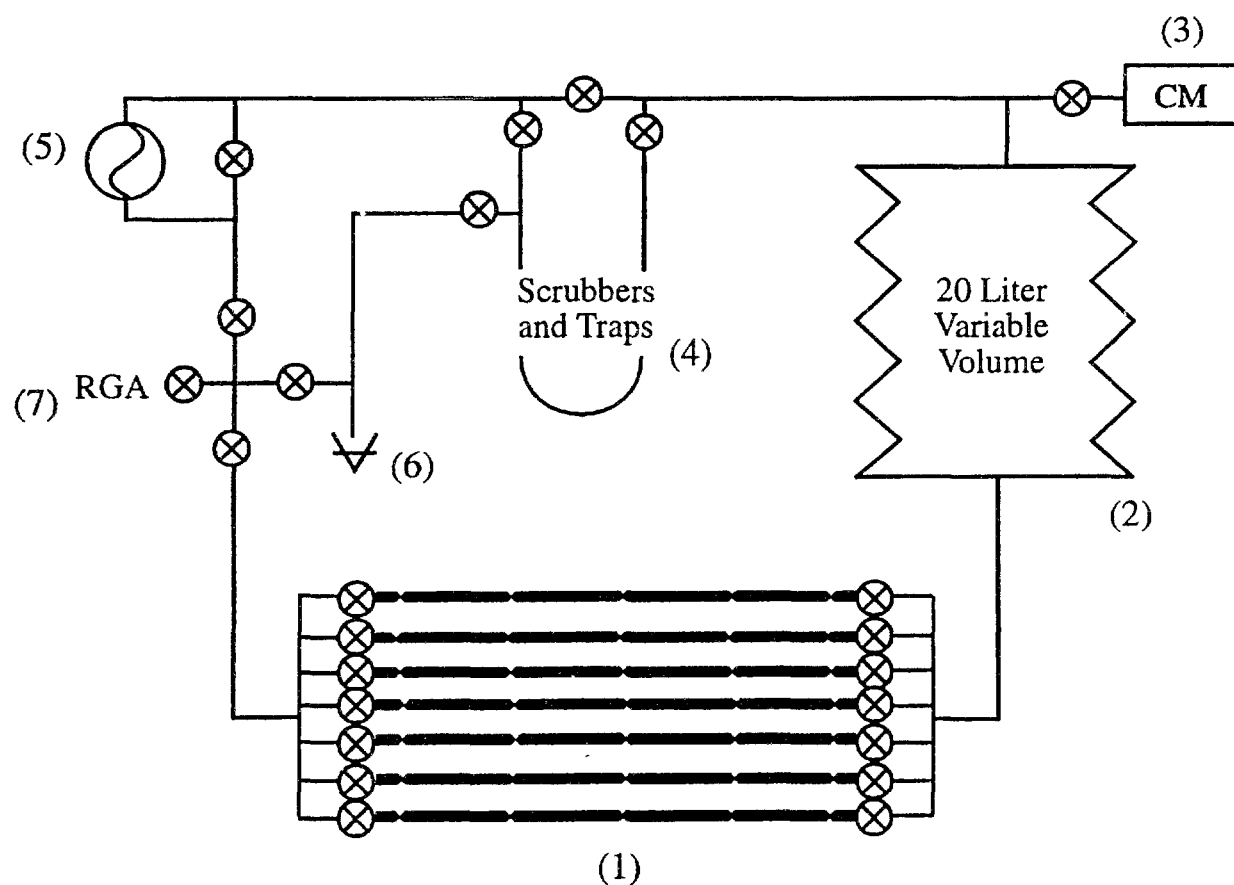 (3)
CM
(5)
Scrubbers
and Traps
(4)
20 Liter
Variable
Volume
(7)
RGA
(6)
(2)
(1)